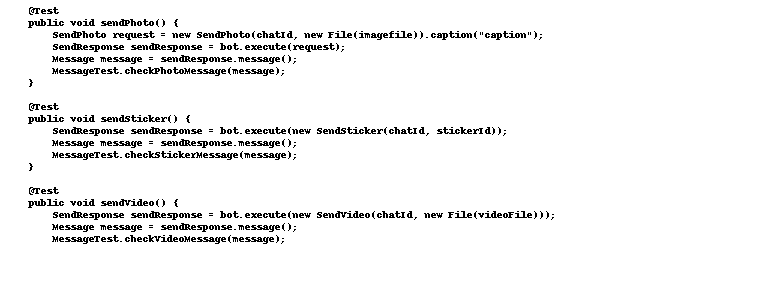 @Test
public void sendPhoto() {
    SendPhoto request = new SendPhoto(chatId, new File(imagefile)).caption("caption");
    SendResponse sendResponse = bot.execute(request);
    Message message = sendResponse.message();
    MessageTest.checkPhotoMessage(message);
}

@Test
public void sendSticker() {
    SendResponse sendResponse = bot.execute(new SendSticker(chatId, stickerId));
    Message message = sendResponse.message();
    MessageTest.checkStickerMessage(message);
}

@Test
public void sendVideo() {
    SendResponse sendResponse = bot.execute(new SendVideo(chatId, new File(videoFile)));
    Message message = sendResponse.message();
    MessageTest.checkVideoMessage(message);